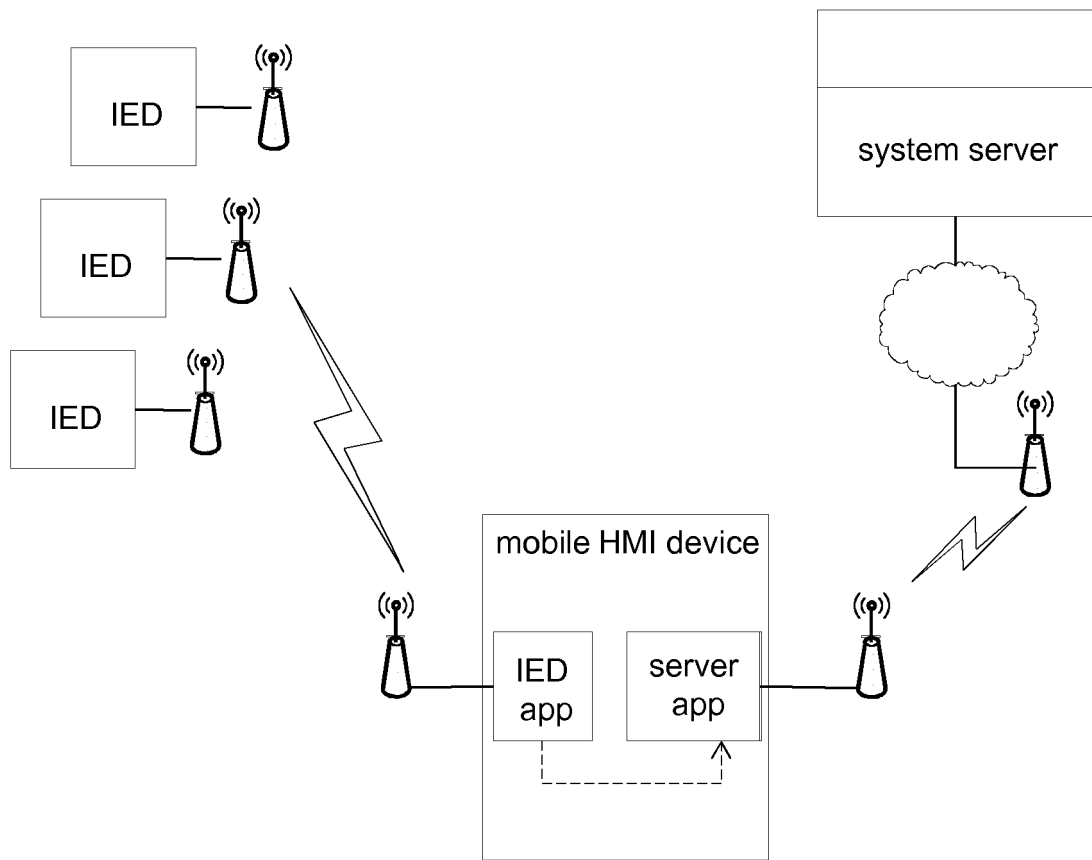 IED
system server
IED
IED
mobile HMI device
IED
app
server
app